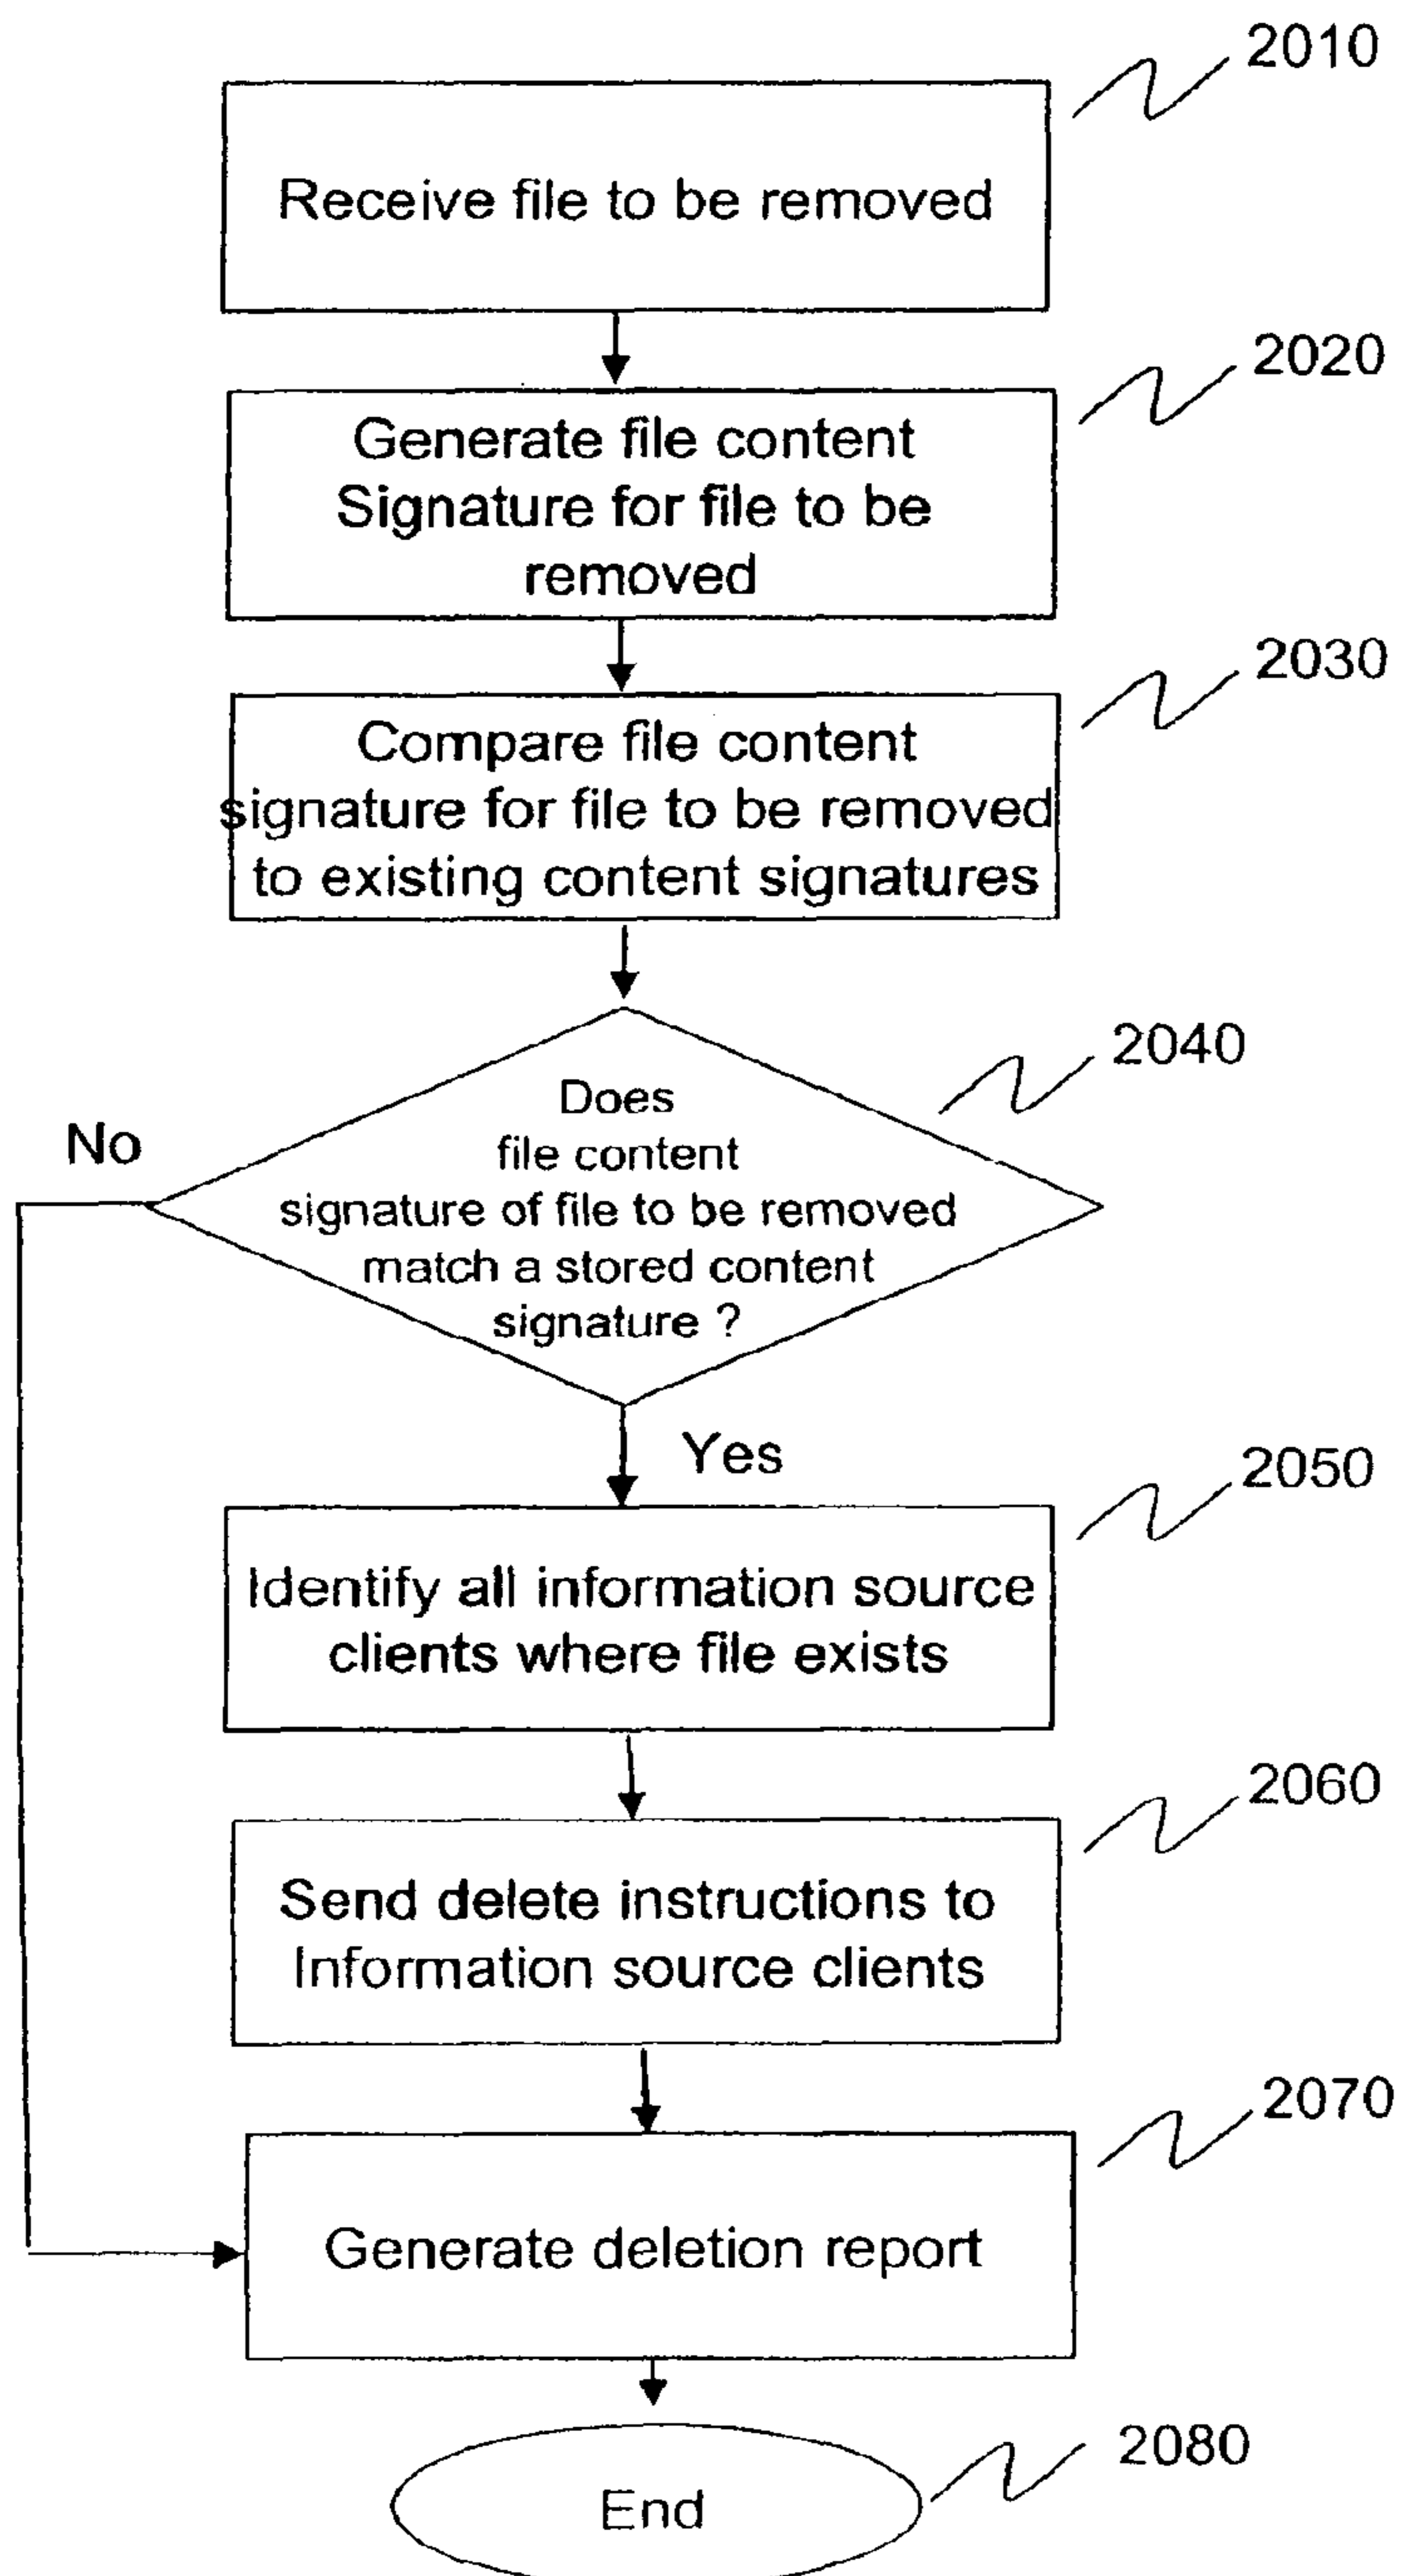 2010
Receive file to be removed
2020
Generate file content
Signature for file to be
removed
2030
Compare file content
signature for file to be removed
to existing content signatures
2040
Does
file content
signature of file to be removed
match a stored content
signature ?
No
Yes
2050
Identify all information source
clients where file exists
2060
Send delete instructions to
Information source clients
2070
Generate deletion report
2080
End